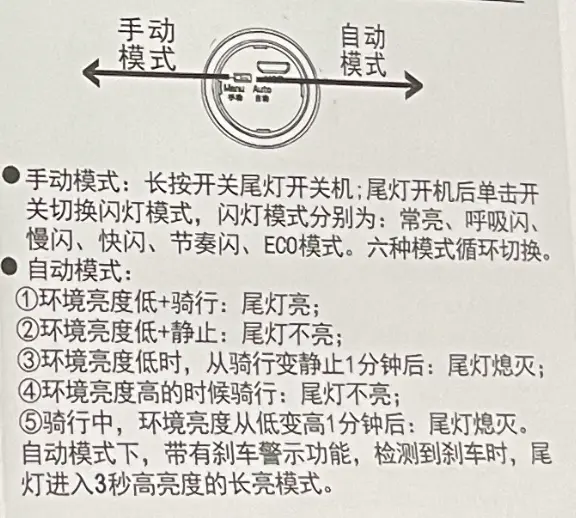 手动
模式
自动
模式
Manu Auto
手动 自动
●手动模式：长按开关尾灯开关机；尾灯开机后单击开
关切换闪灯模式，闪灯模式分别为：常亮、呼吸闪、
慢闪、快闪、节奏闪、ECO模式。六种模式循环切换。
●自动模式：
①环境亮度低+骑行：尾灯亮；
②环境亮度低+静止：尾灯不亮；
③环境亮度低时，从骑行变静止1分钟后：尾灯熄灭；
④环境亮度高的时候骑行：尾灯不亮；
⑤骑行中，环境亮度从低变高1分钟后：尾灯熄灭。
自动模式下，带有刹车警示功能，检测到刹车时，尾
灯进入3秒高亮度的长亮模式。